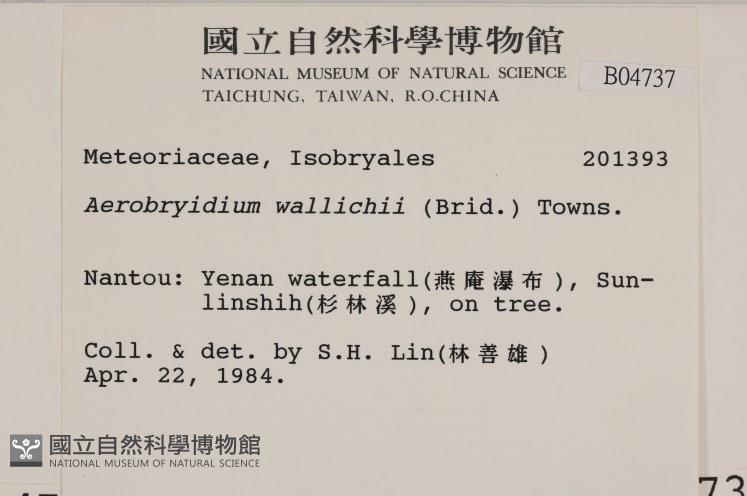 國立自然科學博物館
NATIONAL MUSEUM OF NATURAL SCIENCE
TAICHUNG, TAIWAN, R.O.CHINA
B04737
Meteoriaceae, Isobryales 201393
Aerobryidium wallichii (Brid.) Towns.
Nantou: Yenan waterfall(燕庵瀑布), Sun-
linshih(杉林溪), on tree.
Coll. & det. by S.H. Lin(林善雄)
Apr. 22, 1984.
國立自然科學博物館
NATIONAL MUSEUM OF NATURAL SCIENCE
73